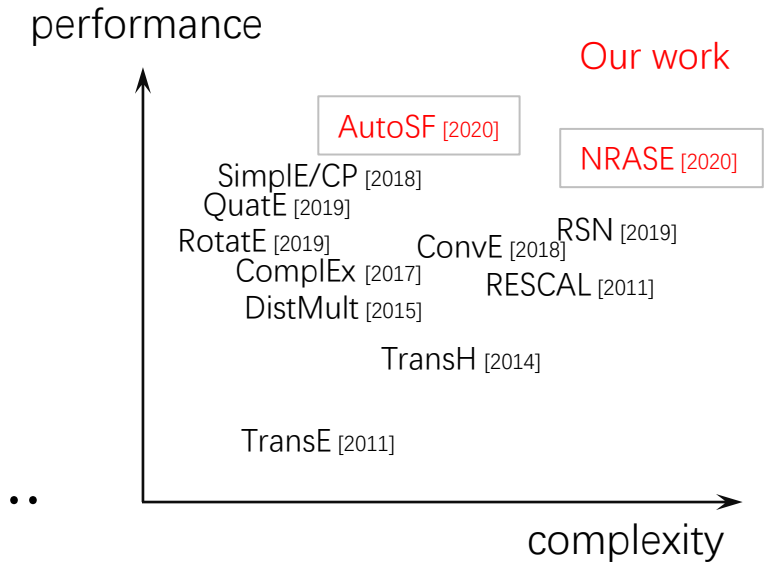 performance
Our work
AutoSF [2020]
NRASE [2020]
SimplE/CP [2018]
QuatE [2019]
RotatE [2019]
ConvE [2018]
RSN [2019]
ComplEx [2017]
RESCAL [2011]
DistMult [2015]
TransH [2014]
TransE [2011]
..
complexity